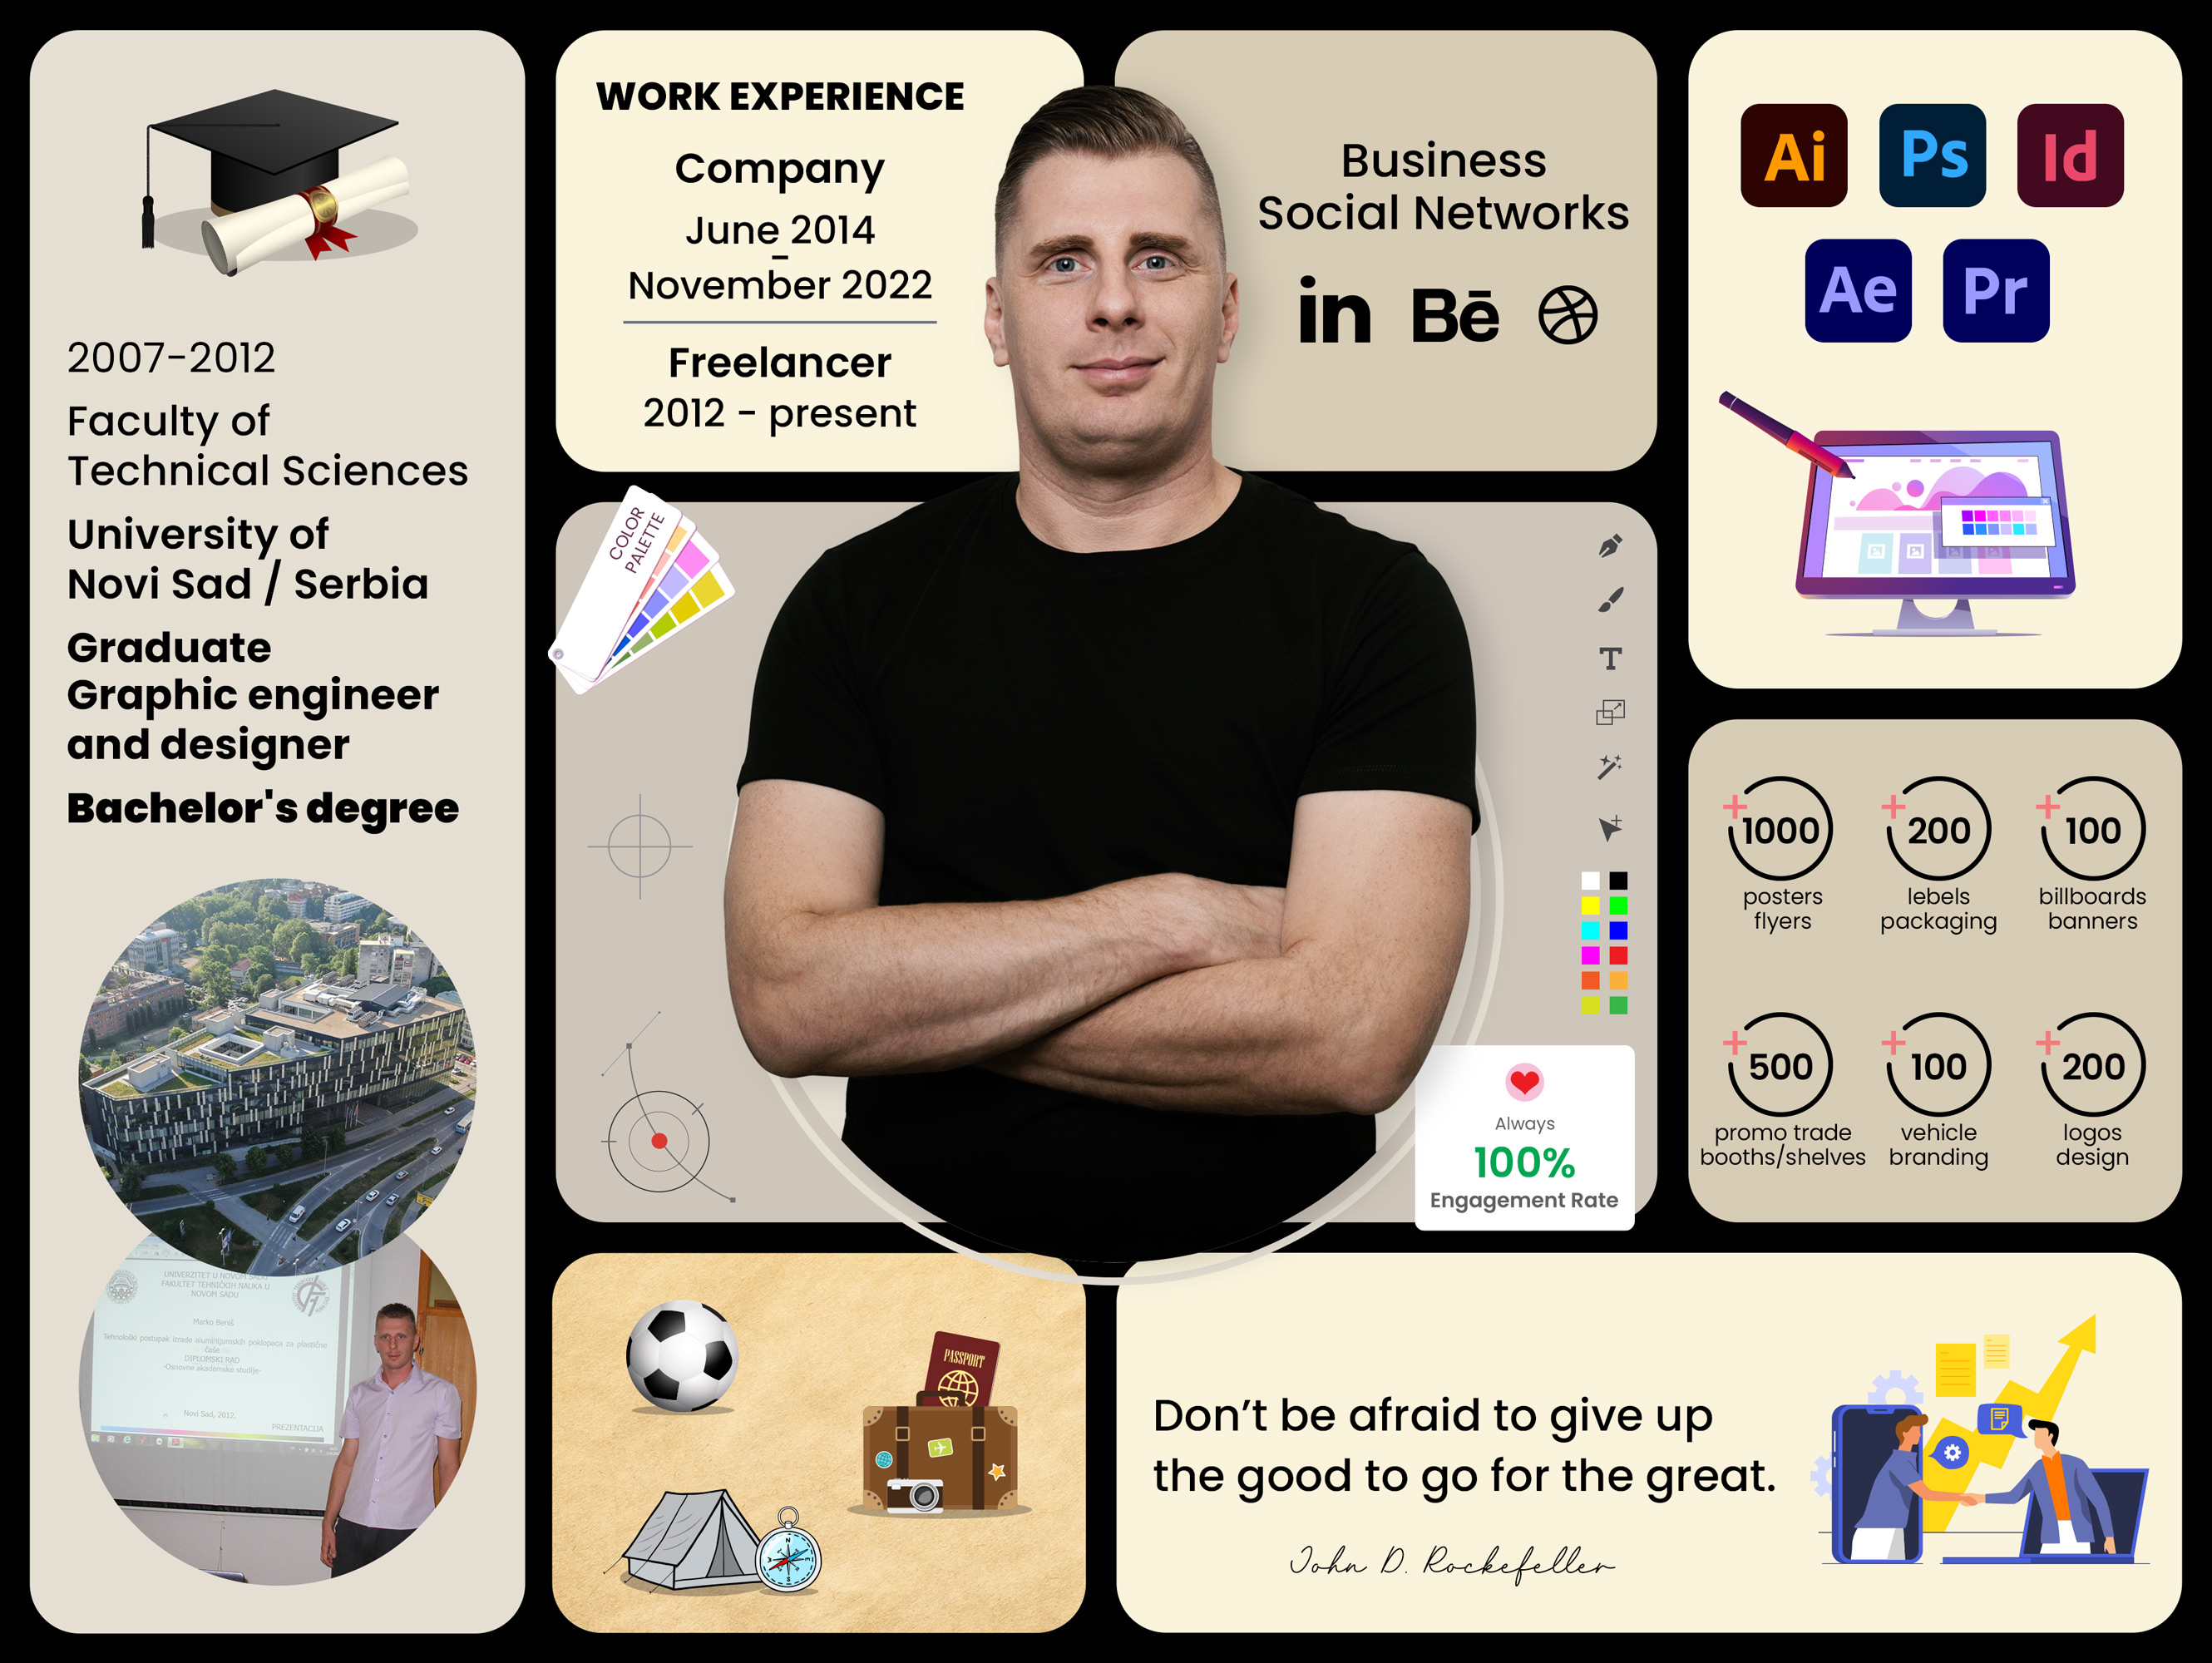 2007-2012
Faculty of
Technical Sciences
University of
Novi Sad / Serbia
Graduate
Graphic engineer
and designer
Bachelor's degree
UNIVERZITET U NOVOM SADU
FAKULTET TEHNIČKIH NAUKA U
NOVOM SADU
Marko Beniš
Tehnološki postupak izrade aluminijumskih poklopaca za plastične
čaše
DIPLOMSKI RAD
-Osnovne akademske studije-
Novi Sad, 2012.
PREZENTACIJA
WORK EXPERIENCE
Company
June 2014
–
November 2022
Freelancer
2012 - present
Business
Social Networks
in Bē
Ai Ps Id
Ae Pr
COLOR
PALETTE
T
Always
100%
Engagement Rate
+1000
posters
flyers
+200
lebels
packaging
+100
billboards
banners
+500
promo trade
booths/shelves
+100
vehicle
branding
+200
logos
design
PASSPORT
N
Don’t be afraid to give up
the good to go for the great.
John D. Rockefeller